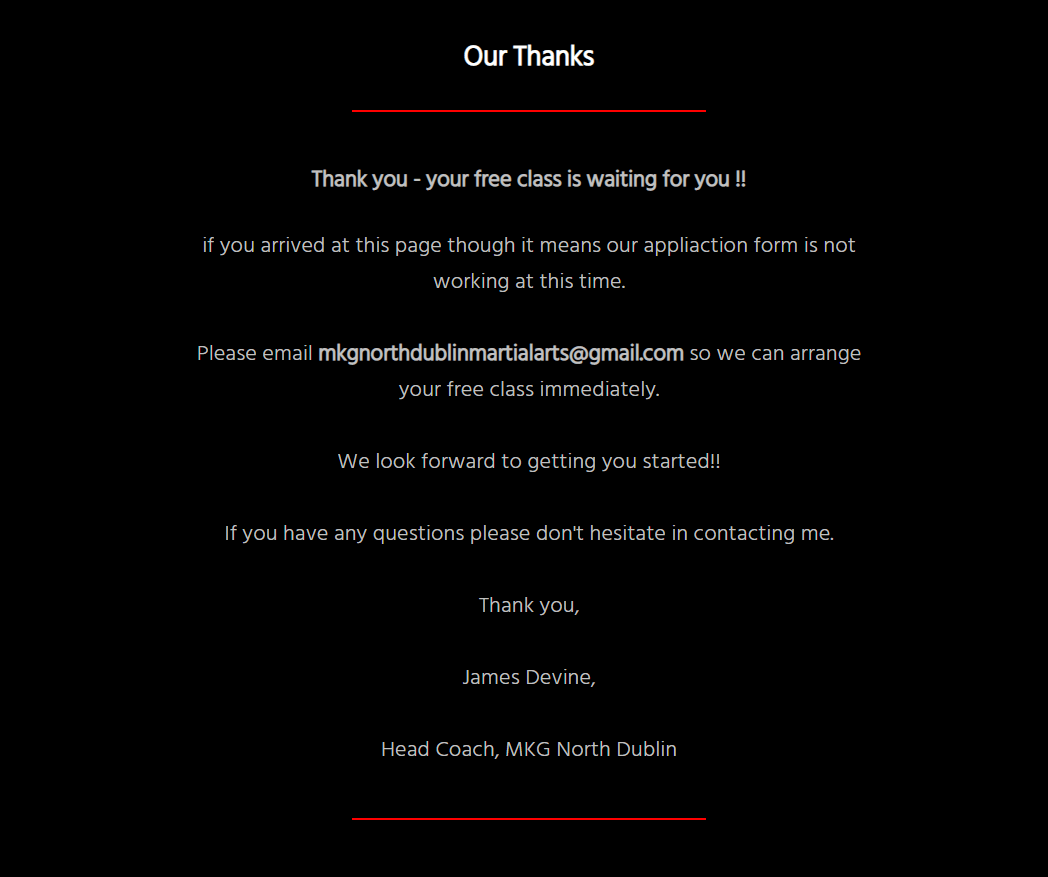 Our Thanks
Thank you - your free class is waiting for you !!
if you arrived at this page though it means our appliaction form is not
working at this time.
Please email mkgnorthdublinmartialarts@gmail.com so we can arrange
your free class immediately.
We look forward to getting you started!!
If you have any questions please don't hesitate in contacting me.
Thank you,
James Devine,
Head Coach, MKG North Dublin